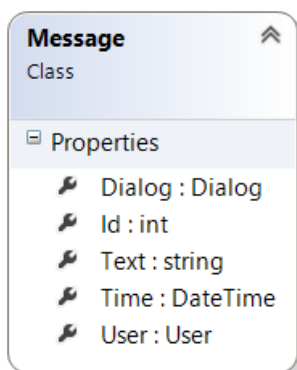 Message
Class
Properties
Dialog : Dialog
Id : int
Text : string
Time : DateTime
User : User